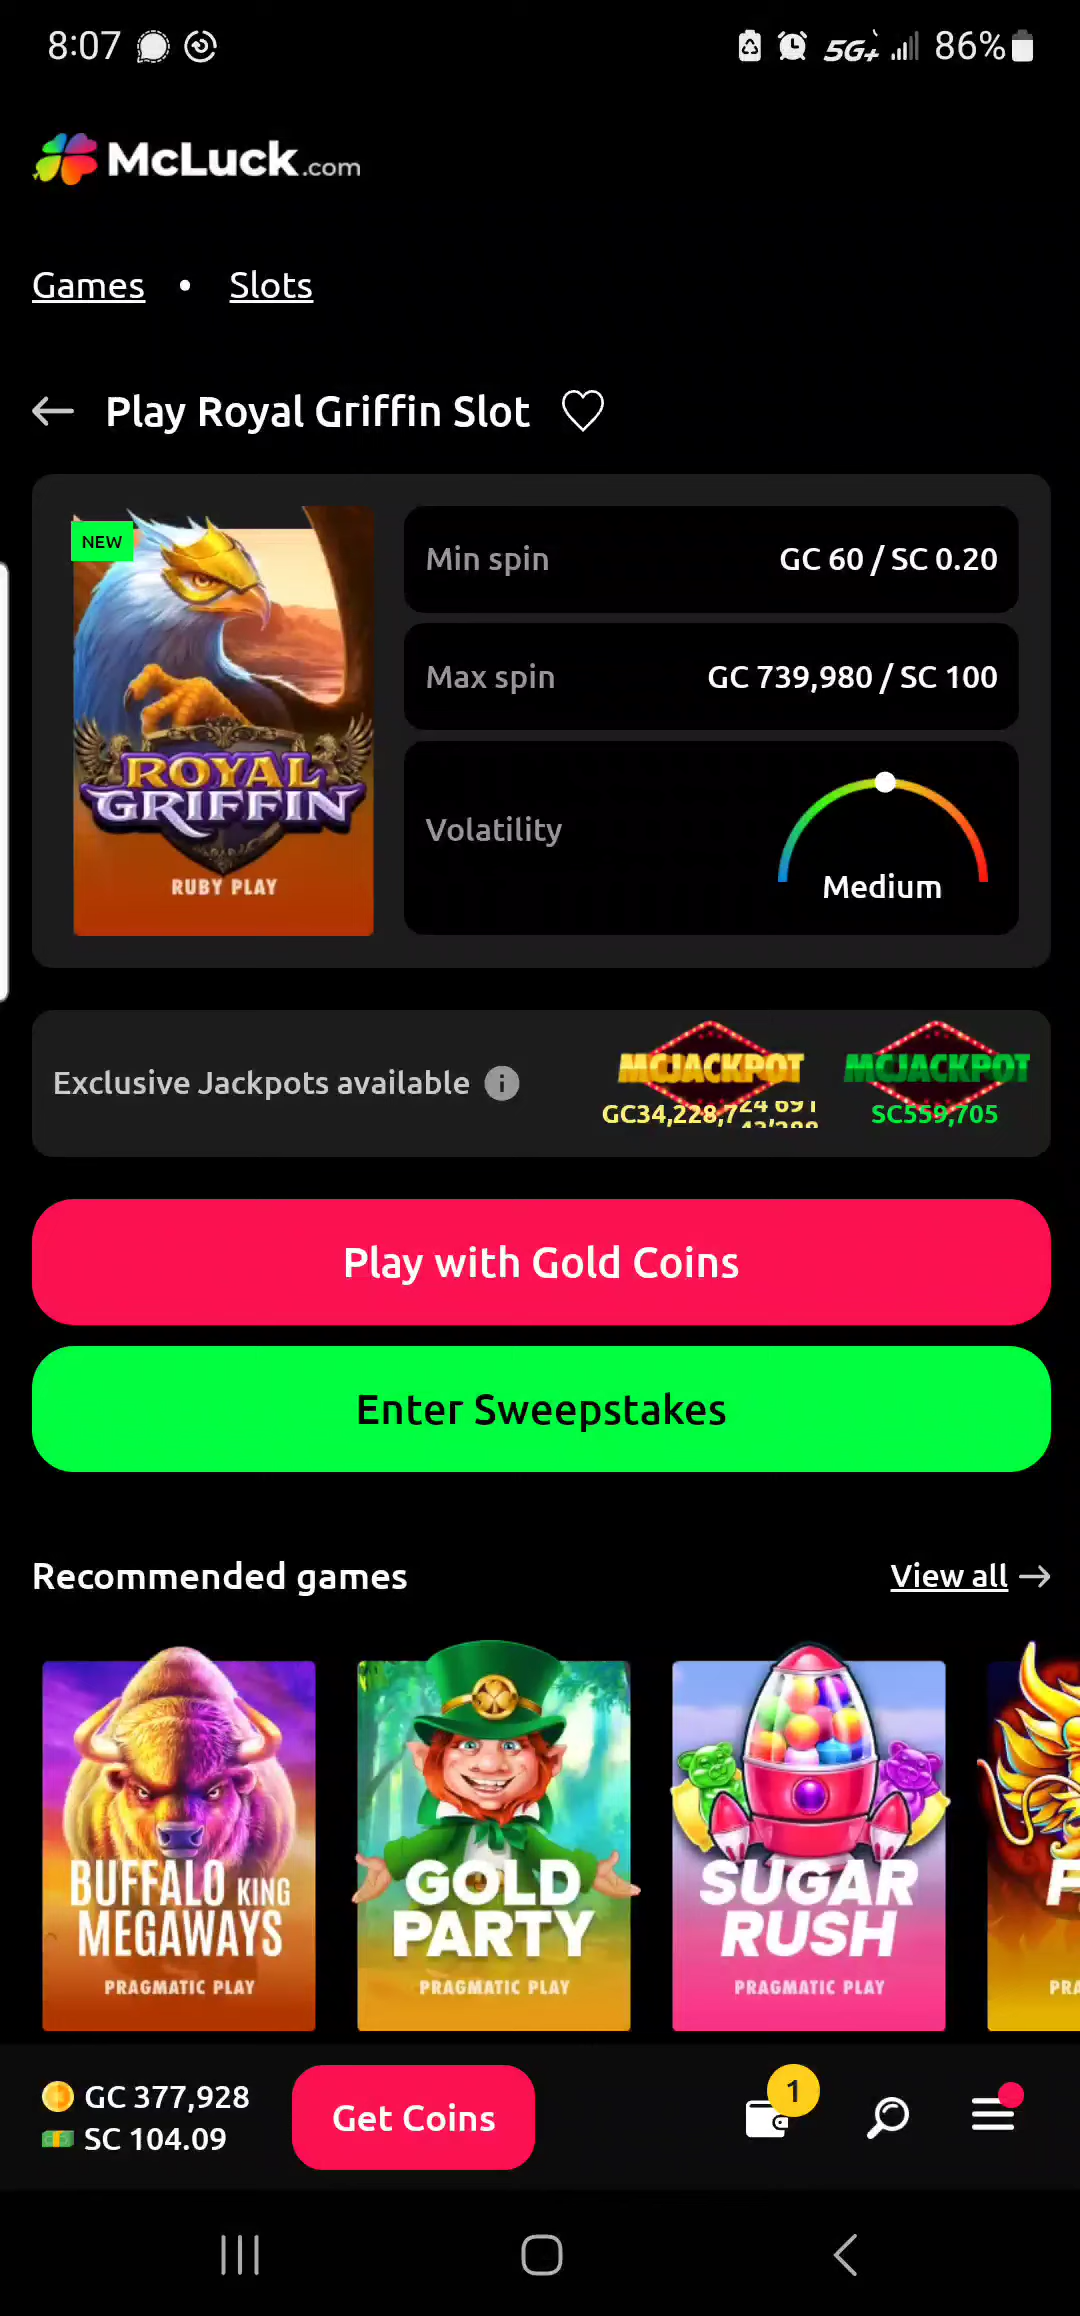 8:07
5G+ 86%
McLuck.com
Games • Slots
Play Royal Griffin Slot
NEW
ROYAL
GRIFFIN
RUBY PLAY
Min spin GC 60 / SC 0.20
Max spin GC 739,980 / SC 100
Volatility
Medium
Exclusive Jackpots available i
MCJACKPOT MCJACKPOT
SC559,705
Play with Gold Coins
Enter Sweepstakes
Recommended games View all
BUFFALO KING
MEGAWAYS
PRAGMATIC PLAY
GOLD
PARTY
PRAGMATIC PLAY
SUGAR
RUSH
PRAGMATIC PLAY
GC 377,928
SC 104.09
Get Coins
1